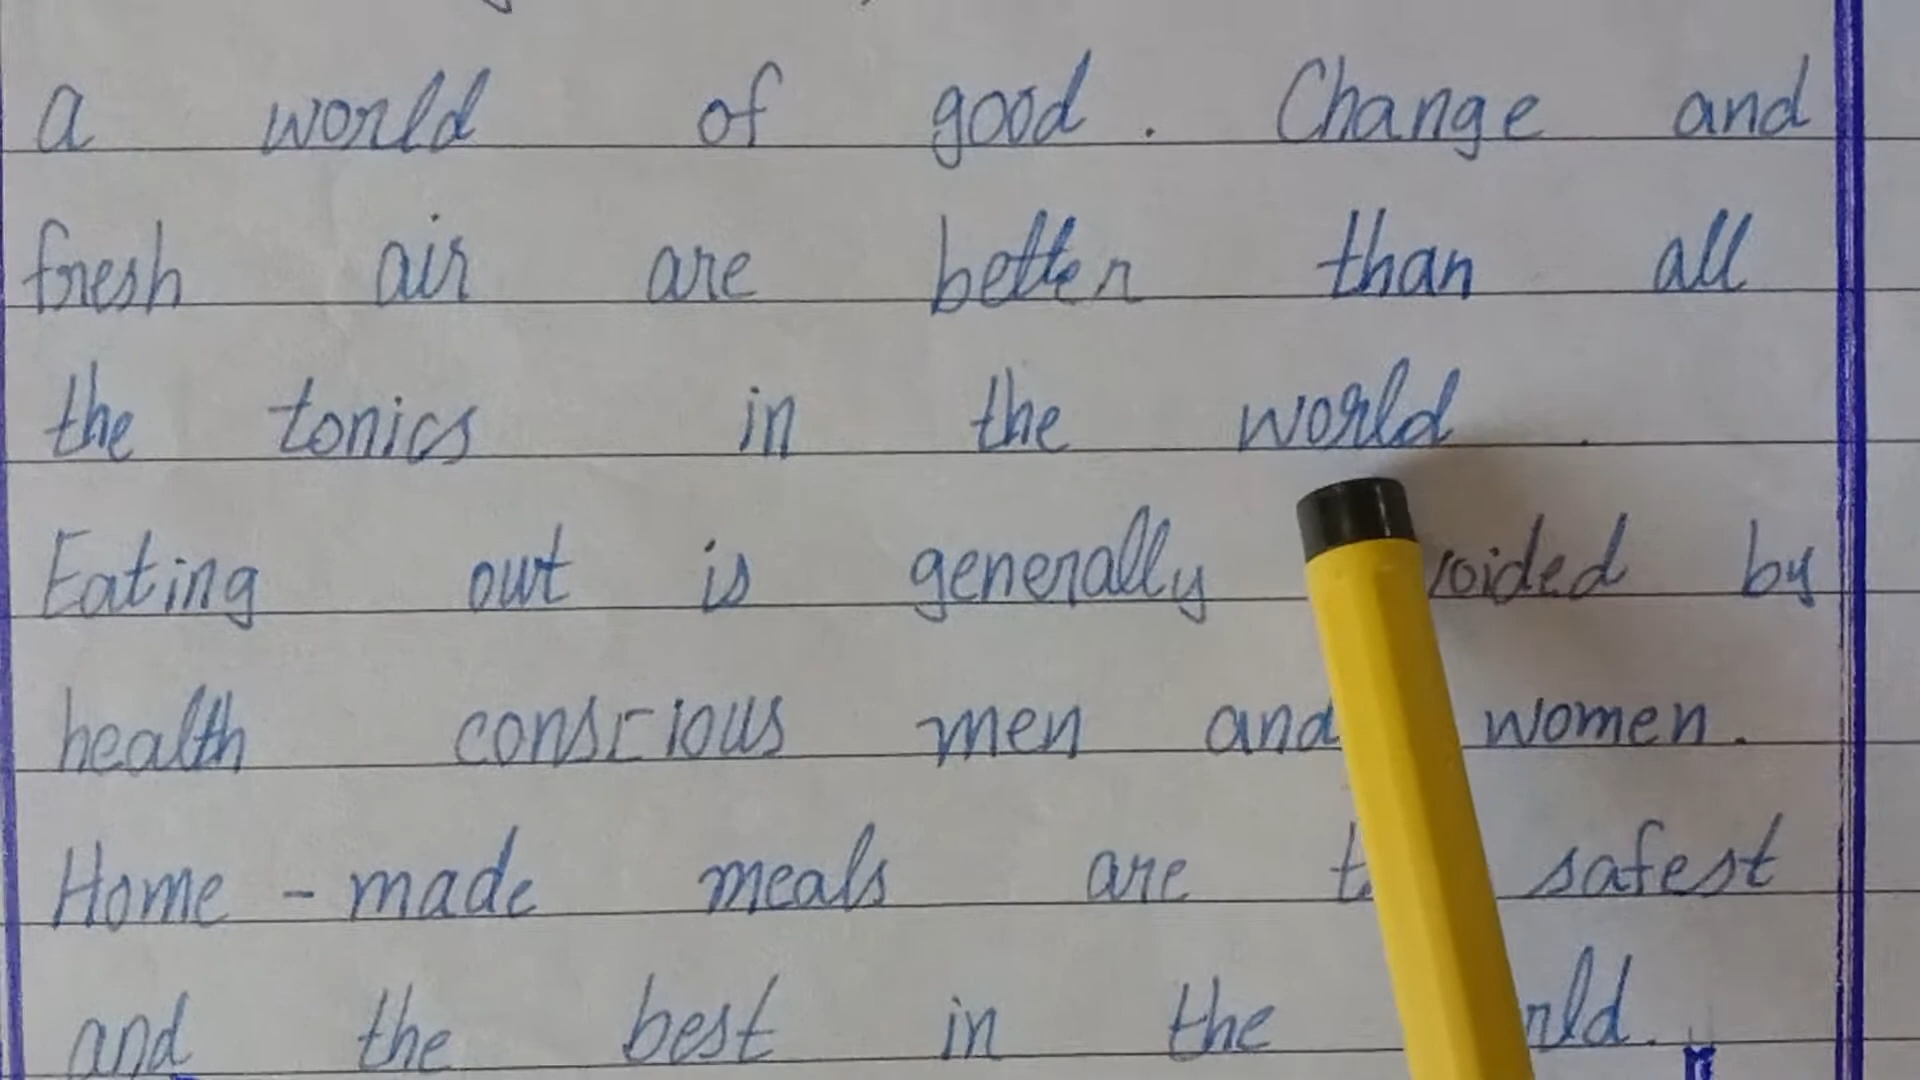 a world of good. Change and
fresh air are better than all
the tonics in the world.
Eating out is generally by
health conscious men and women.
Home-made meals are safest
and the best in the